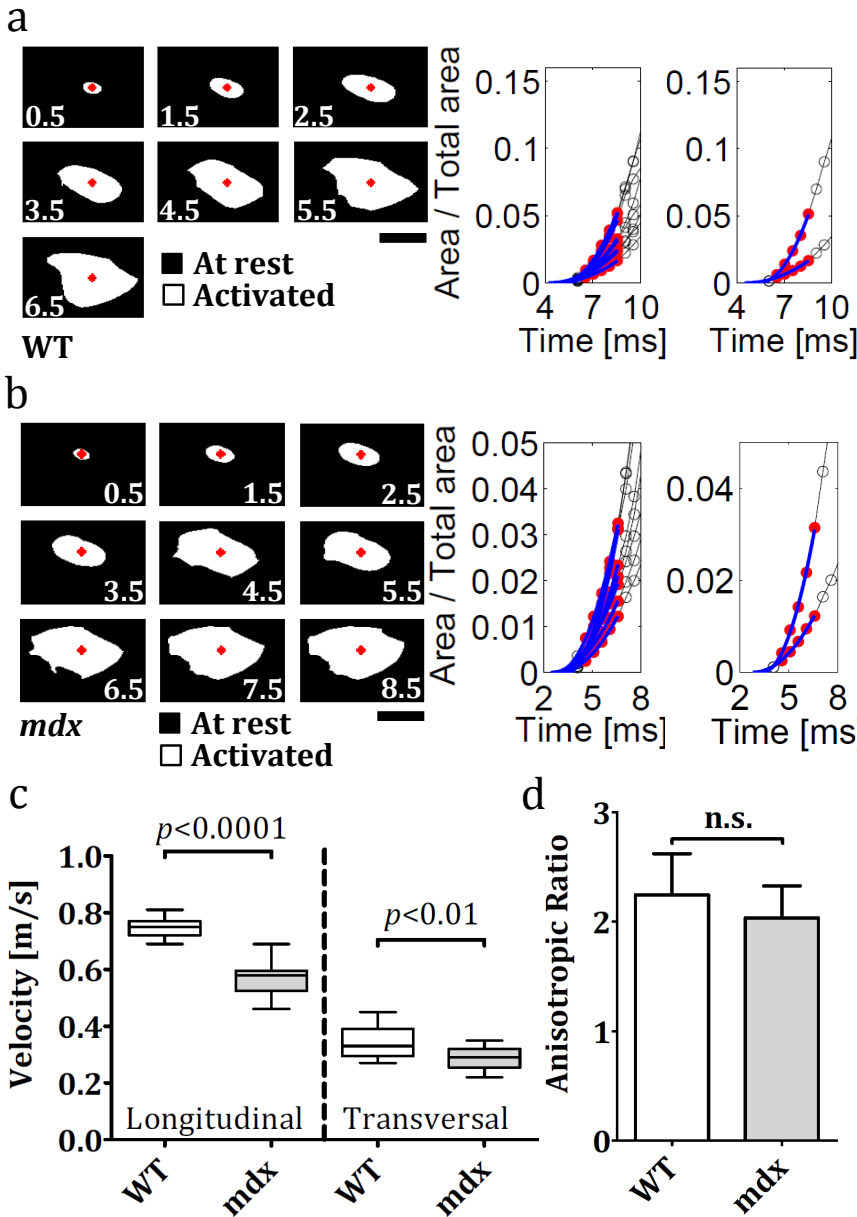 a
0.5
1.5
2.5
3.5
4.5
5.5
6.5
At rest
Activated
WT
Area / Total area
0.15
0.1
0.05
0
4 7 10
Time [ms]
0.15
0.1
0.05
0
4 7 10
Time [ms]
b
0.5
1.5
2.5
3.5
4.5
5.5
6.5
7.5
8.5
mdx
At rest
Activated
Area / Total area
0.05
0.04
0.03
0.02
0.01
0
2 5 8
Time [ms]
0.04
0.02
0
2 5 8
Time [ms]
c
Velocity [m/s]
1.0
0.8
0.6
0.4
0.2
0.0
p<0.0001
p<0.01
Longitudinal
Transversal
WT
mdx
WT
mdx
d
Anisotropic Ratio
3
2
1
0
n.s.
WT
mdx